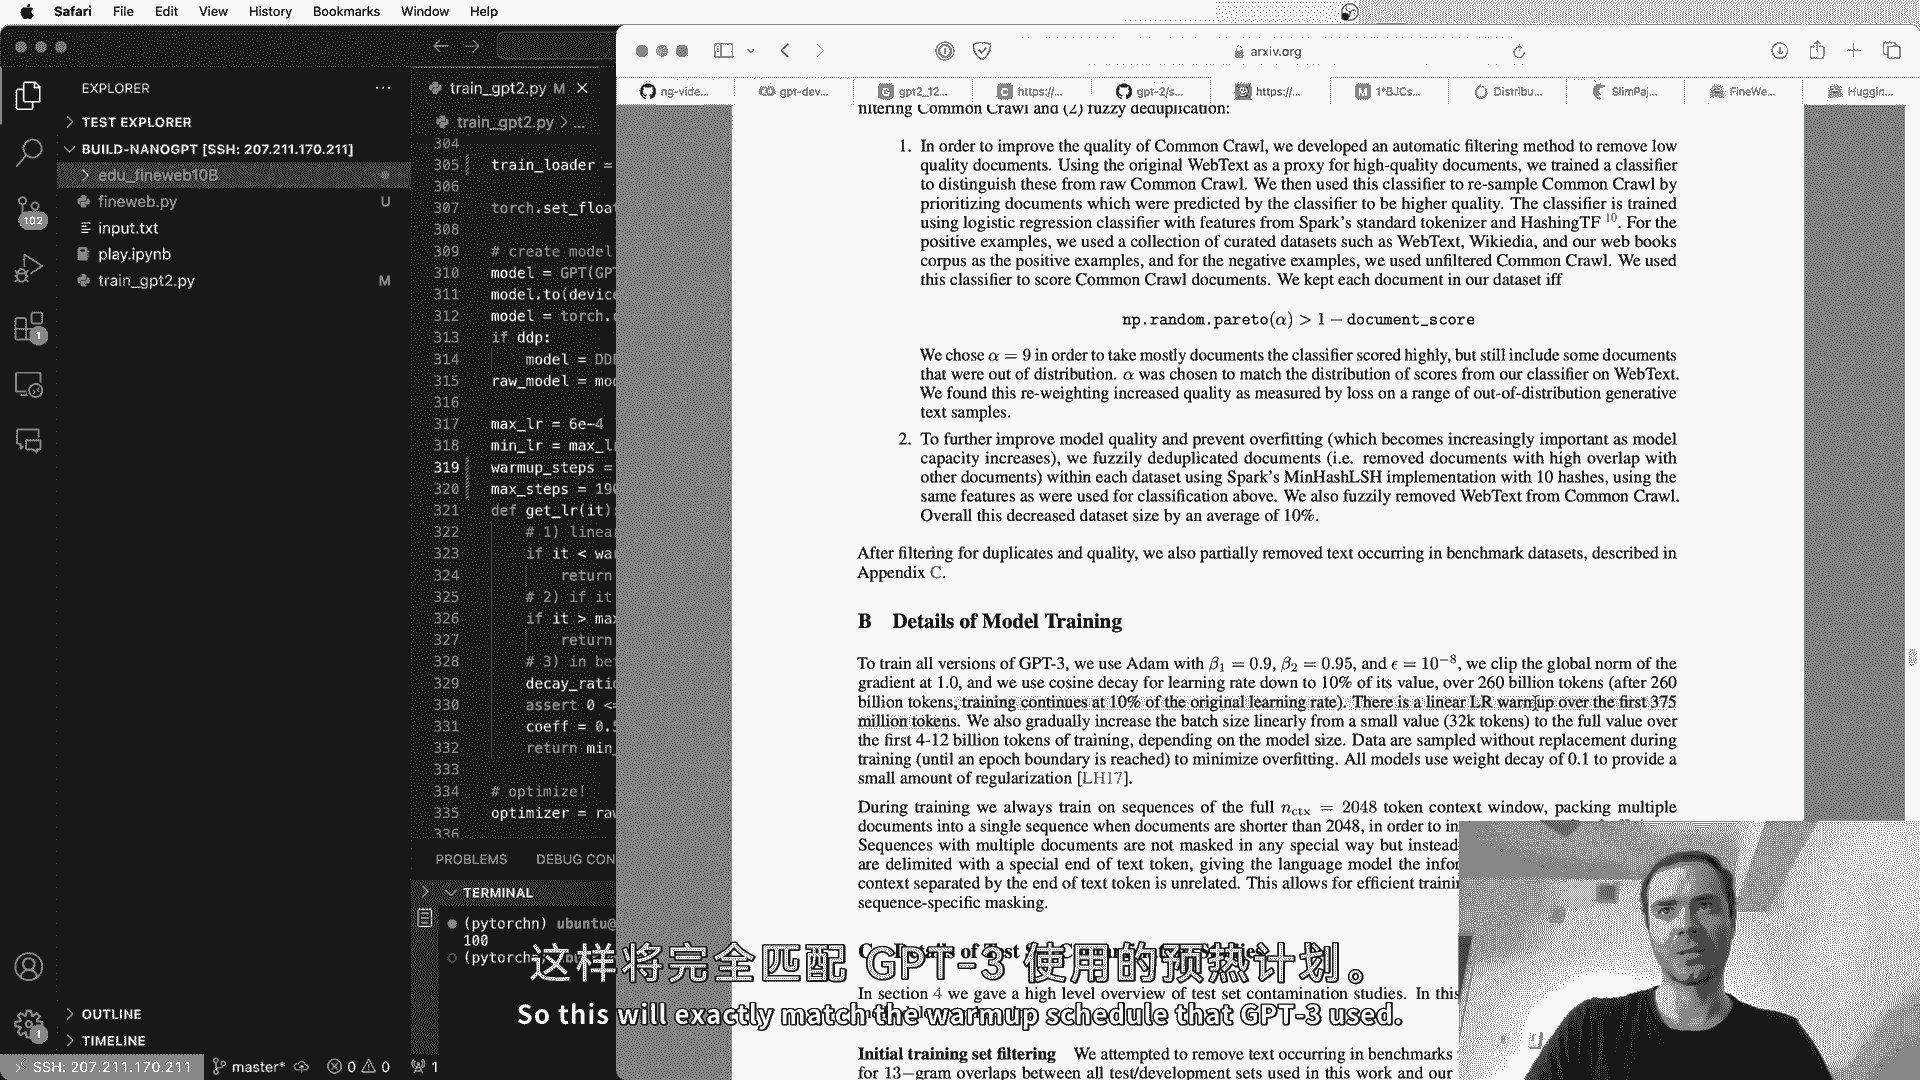 Safari File Edit View History Bookmarks Window Help
arxiv.org
EXPLORER
train_gpt2.py M
ng-vide...
gpt-dev...
gpt2_12...
https://...
gpt-2/s...
https://...
1*BJCs...
Distribu...
SlimPaj...
FineWe...
Huggin...
TEST EXPLORER
train_gpt2.py > ...
BUILD-NANOGPT [SSH: 207.211.170.211]
edu_fineweb10B
fineweb.py U
input.txt
play.ipynb
train_gpt2.py M
102
1
1
304
305 train_loader =
306
307 torch.set_floa
308
309 # create model
310 model = GPT(GP
311 model.to(devic
312 model = torch.
313 if ddp:
314 model = DD
315 raw_model = mo
316
317 max_lr = 6e-4
318 min_lr = max_l
319 warmup_steps =
320 max_steps = 19
321 def get_lr(it)
322 # 1) linea
323 if it < wa
324 return
325 # 2) if it
326 if it > max
327 return
328 # 3) in be
329 decay_rati
330 assert 0 <
331 coeff = 0.5
332 return min_
333
334 # optimize!
335 optimizer = ra
336
PROBLEMS DEBUG CON
TERMINAL
(pytorchn) ubuntu@
100
(pytorch
OUTLINE
TIMELINE
SSH: 207.211.170.211 master* 0 0 1
filtering Common Crawl and (2) fuzzy deduplication:
1. In order to improve the quality of Common Crawl, we developed an automatic filtering method to remove low
quality documents. Using the original WebText as a proxy for high-quality documents, we trained a classifier
to distinguish these from raw Common Crawl. We then used this classifier to re-sample Common Crawl by
prioritizing documents which were predicted by the classifier to be higher quality. The classifier is trained
using logistic regression classifier with features from Spark's standard tokenizer and HashingTF 10. For the
positive examples, we used a collection of curated datasets such as WebText, Wikiedia, and our web books
corpus as the positive examples, and for the negative examples, we used unfiltered Common Crawl. We used
this classifier to score Common Crawl documents. We kept each document in our dataset iff
np.random.pareto(α) > 1 − document_score
We chose α = 9 in order to take mostly documents the classifier scored highly, but still include some documents
that were out of distribution. α was chosen to match the distribution of scores from our classifier on WebText.
We found this re-weighting increased quality as measured by loss on a range of out-of-distribution generative
text samples.
2. To further improve model quality and prevent overfitting (which becomes increasingly important as model
capacity increases), we fuzzily deduplicated documents (i.e. removed documents with high overlap with
other documents) within each dataset using Spark's MinHashLSH implementation with 10 hashes, using the
same features as were used for classification above. We also fuzzily removed WebText from Common Crawl.
Overall this decreased dataset size by an average of 10%.
After filtering for duplicates and quality, we also partially removed text occurring in benchmark datasets, described in
Appendix C.
B Details of Model Training
To train all versions of GPT-3, we use Adam with β1 = 0.9, β2 = 0.95, and ϵ = 10−8, we clip the global norm of the
gradient at 1.0, and we use cosine decay for learning rate down to 10% of its value, over 260 billion tokens (after 260
billion tokens, training continues at 10% of the original learning rate). There is a linear LR warmup over the first 375
million tokens. We also gradually increase the batch size linearly from a small value (32k tokens) to the full value over
the first 4-12 billion tokens of training, depending on the model size. Data are sampled without replacement during
training (until an epoch boundary is reached) to minimize overfitting. All models use weight decay of 0.1 to provide a
small amount of regularization [LH17].
During training we always train on sequences of the full nctx = 2048 token context window, packing multiple
documents into a single sequence when documents are shorter than 2048, in order to in
Sequences with multiple documents are not masked in any special way but instead
are delimited with a special end of text token, giving the language model the infor
context separated by the end of text token is unrelated. This allows for efficient traini
sequence-specific masking.
C Details of Test Set
In section 4 we gave a high level overview of test set contamination studies. In this
Initial training set filtering We attempted to remove text occurring in benchmarks
for 13−gram overlaps between all test/development sets used in this work and our
这样将完全匹配 GPT-3 使用的预热计划。
So this will exactly match the warmup schedule that GPT-3 used.